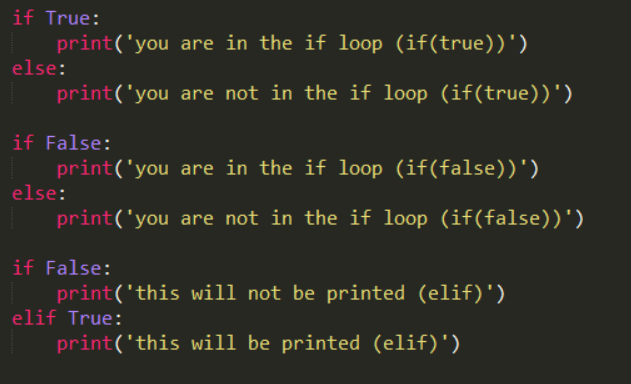 if True:
    print('you are in the if loop (if(true))')
else:
    print('you are not in the if loop (if(true))')

if False:
    print('you are in the if loop (if(false))')
else:
    print('you are not in the if loop (if(false))')

if False:
    print('this will not be printed (elif)')
elif True:
    print('this will be printed (elif)')